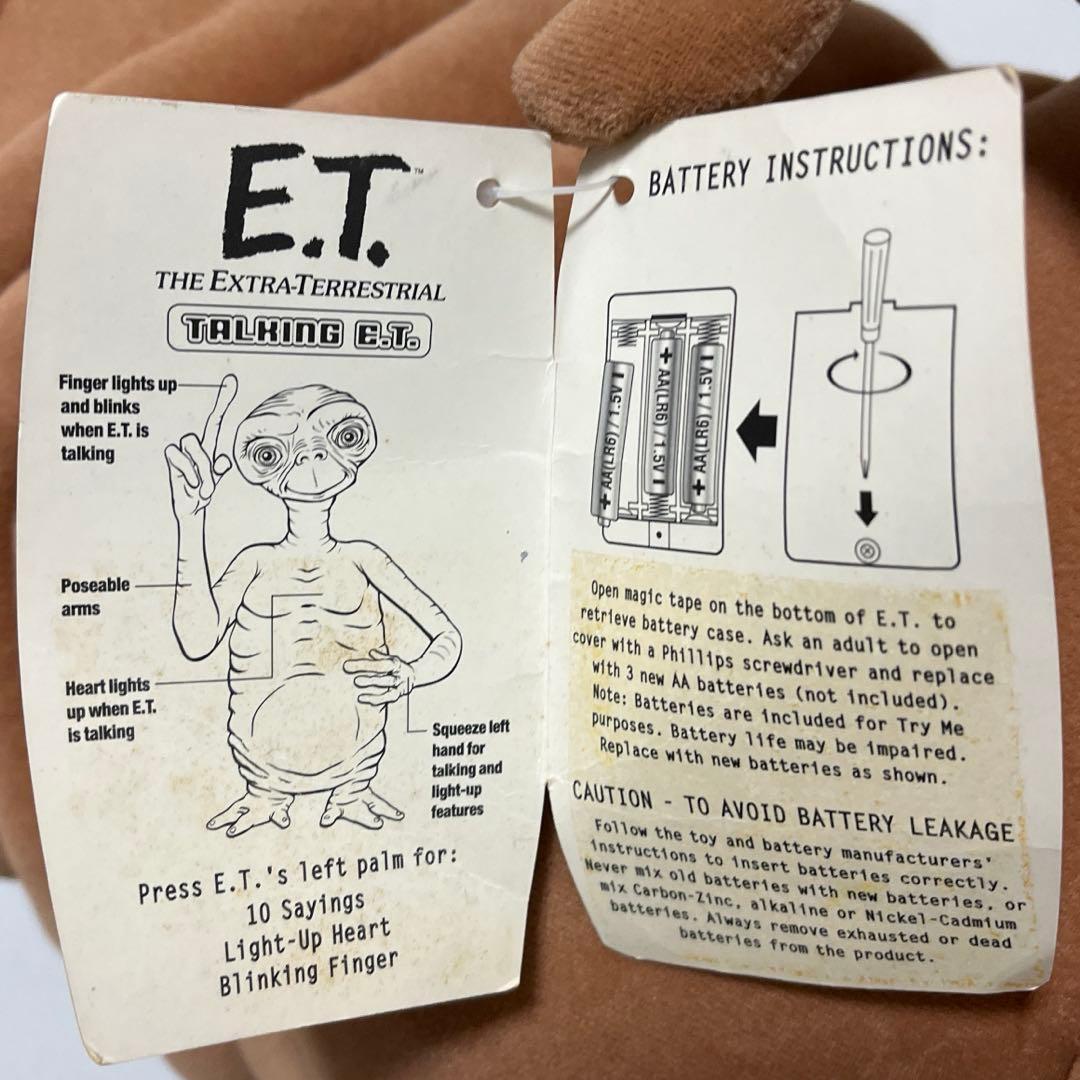 E.T.™
THE EXTRA-TERRESTRIAL
TALKING E.T.
Finger lights up
and blinks
when E.T. is
talking
Poseable
arms
Heart lights
up when E.T.
is talking
Squeeze left
hand for
talking and
light-up
features
Press E.T.'s left palm for:
10 Sayings
Light-Up Heart
Blinking Finger
BATTERY INSTRUCTIONS:
+ AA(LR6) / 1.5V -
+ AA(LR6) / 1.5V -
+ AA(LR6) / 1.5V -
Open magic tape on the bottom of E.T. to
retrieve battery case. Ask an adult to open
cover with a Phillips screwdriver and replace
with 3 new AA batteries (not included).
Note: Batteries are included for Try Me
purposes. Battery life may be impaired.
Replace with new batteries as shown.
CAUTION - TO AVOID BATTERY LEAKAGE
Follow the toy and battery manufacturers'
instructions to insert batteries correctly.
Never mix old batteries with new batteries, or
mix Carbon-Zinc, alkaline or Nickel-Cadmium
batteries. Always remove exhausted or dead
batteries from the product.